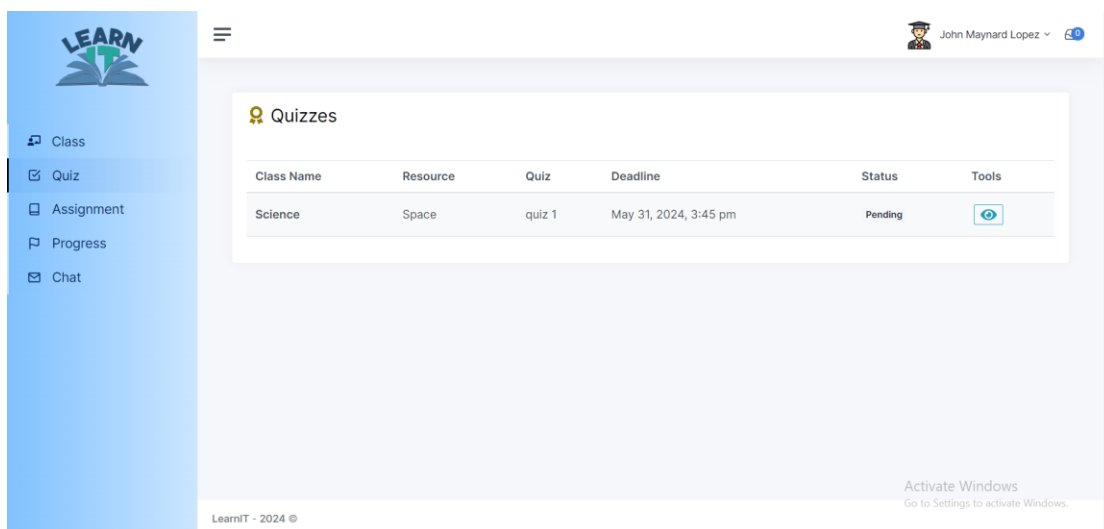 LEARN
IT
John Maynard Lopez
0
Quizzes
Class
Quiz
Assignment
Progress
Chat
Class Name Resource Quiz Deadline Status Tools
Science Space quiz 1 May 31, 2024, 3:45 pm Pending
Activate Windows
Go to Settings to activate Windows.
LearnIT - 2024 ©